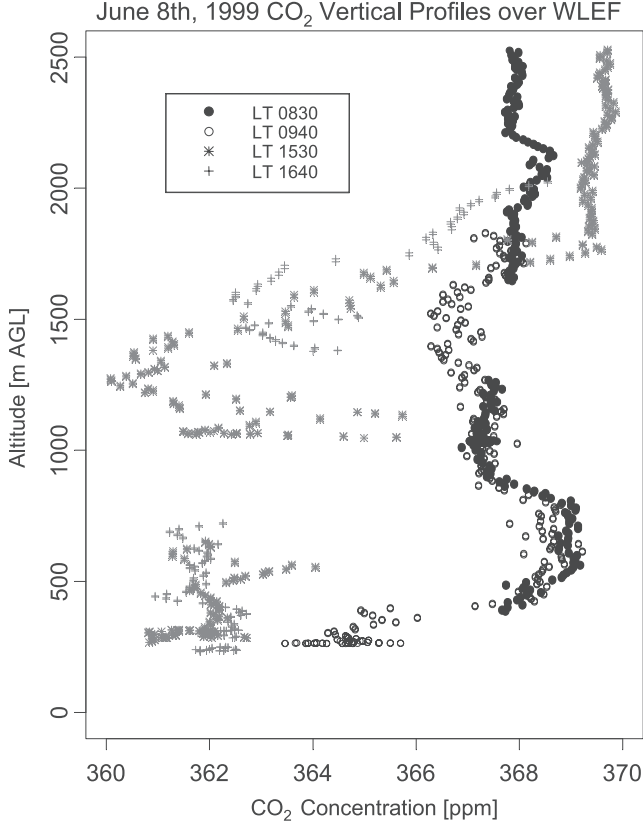 June 8th, 1999 CO₂ Vertical Profiles over WLEF
2500
2000
1500
1000
500
0
Altitude [m AGL]
LT 0830
LT 0940
LT 1530
LT 1640
360 362 364 366 368 370
CO₂ Concentration [ppm]